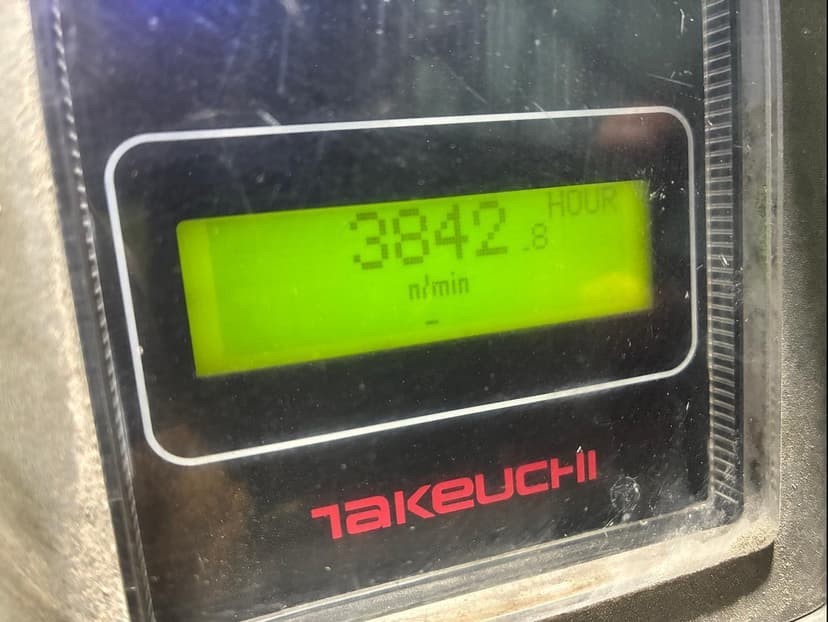 HOUR
3842.8
n/min
-
TAKEUCHI